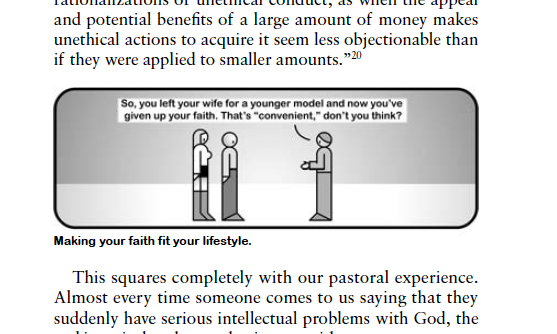 rationalizations of unethical conduct, as when the appeal
and potential benefits of a large amount of money makes
unethical actions to acquire it seem less objectionable than
if they were applied to smaller amounts.”20
So, you left your wife for a younger model and now you’ve
given up your faith. That’s “convenient,” don’t you think?
Making your faith fit your lifestyle.
This squares completely with our pastoral experience.
Almost every time someone comes to us saying that they
suddenly have serious intellectual problems with God, the